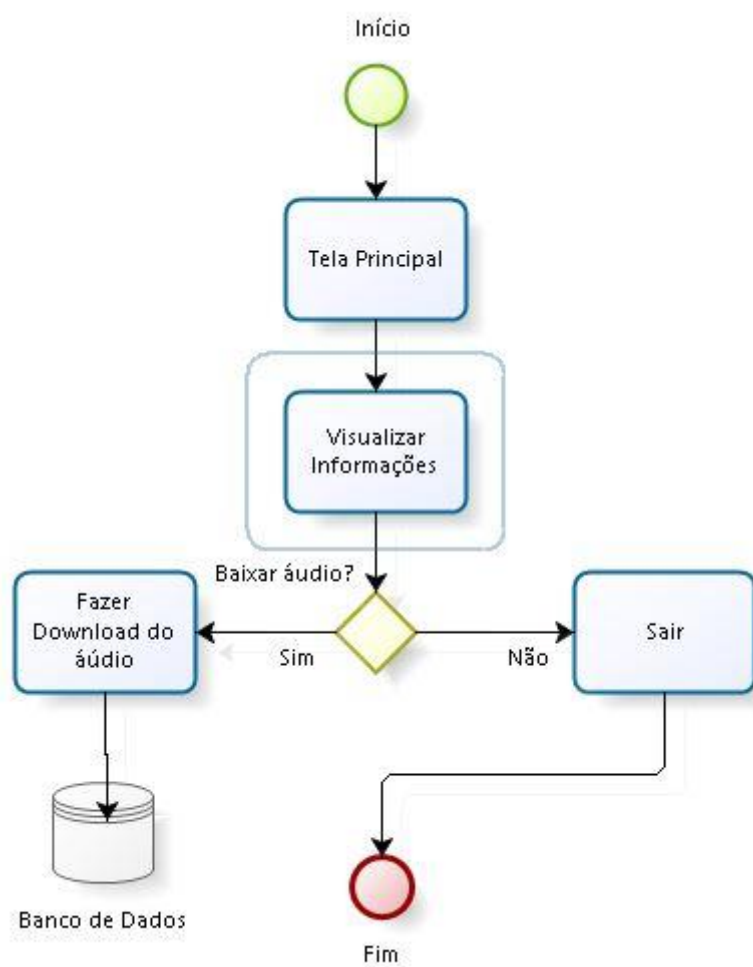 Início
Tela Principal
Visualizar
Informações
Baixar áudio?
Fazer
Download do
áúdio
Sim
Não
Sair
Banco de Dados
Fim